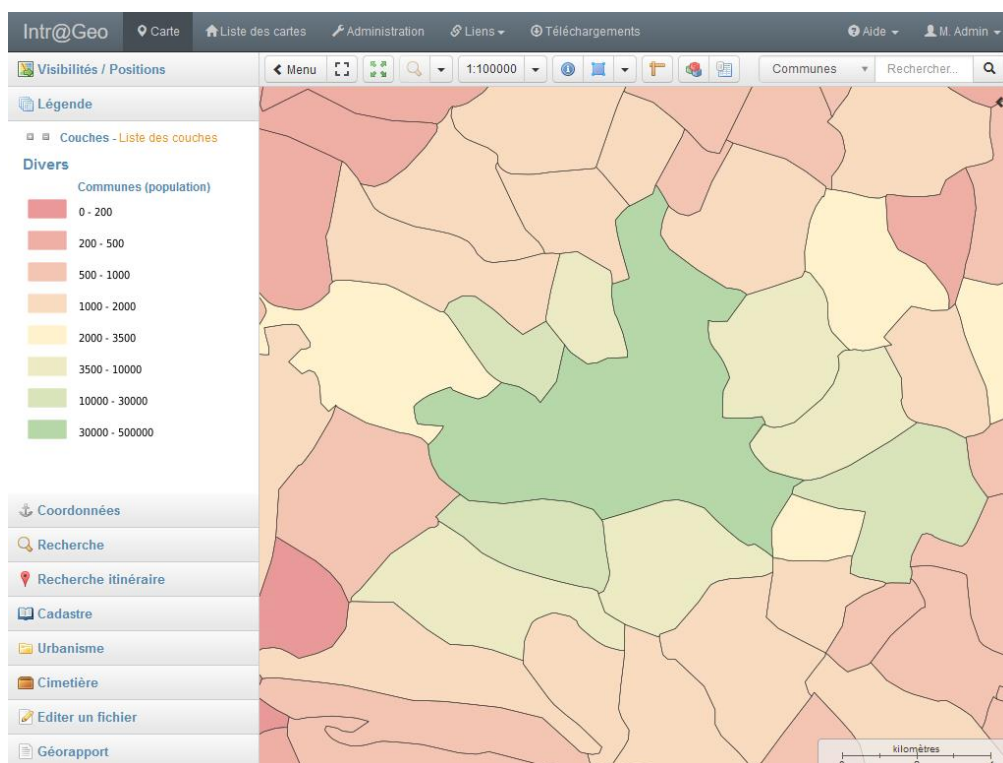 Intr@Geo Carte Liste des cartes Administration Liens Téléchargements Aide M. Admin
Visibilités / Positions
Menu 1:100000 Communes Rechercher...
Légende
Couches - Liste des couches
Divers
Communes (population)
0 - 200
200 - 500
500 - 1000
1000 - 2000
2000 - 3500
3500 - 10000
10000 - 30000
30000 - 500000
Coordonnées
Recherche
Recherche itinéraire
Cadastre
Urbanisme
Cimetière
Editer un fichier
Géorapport
kilomètres